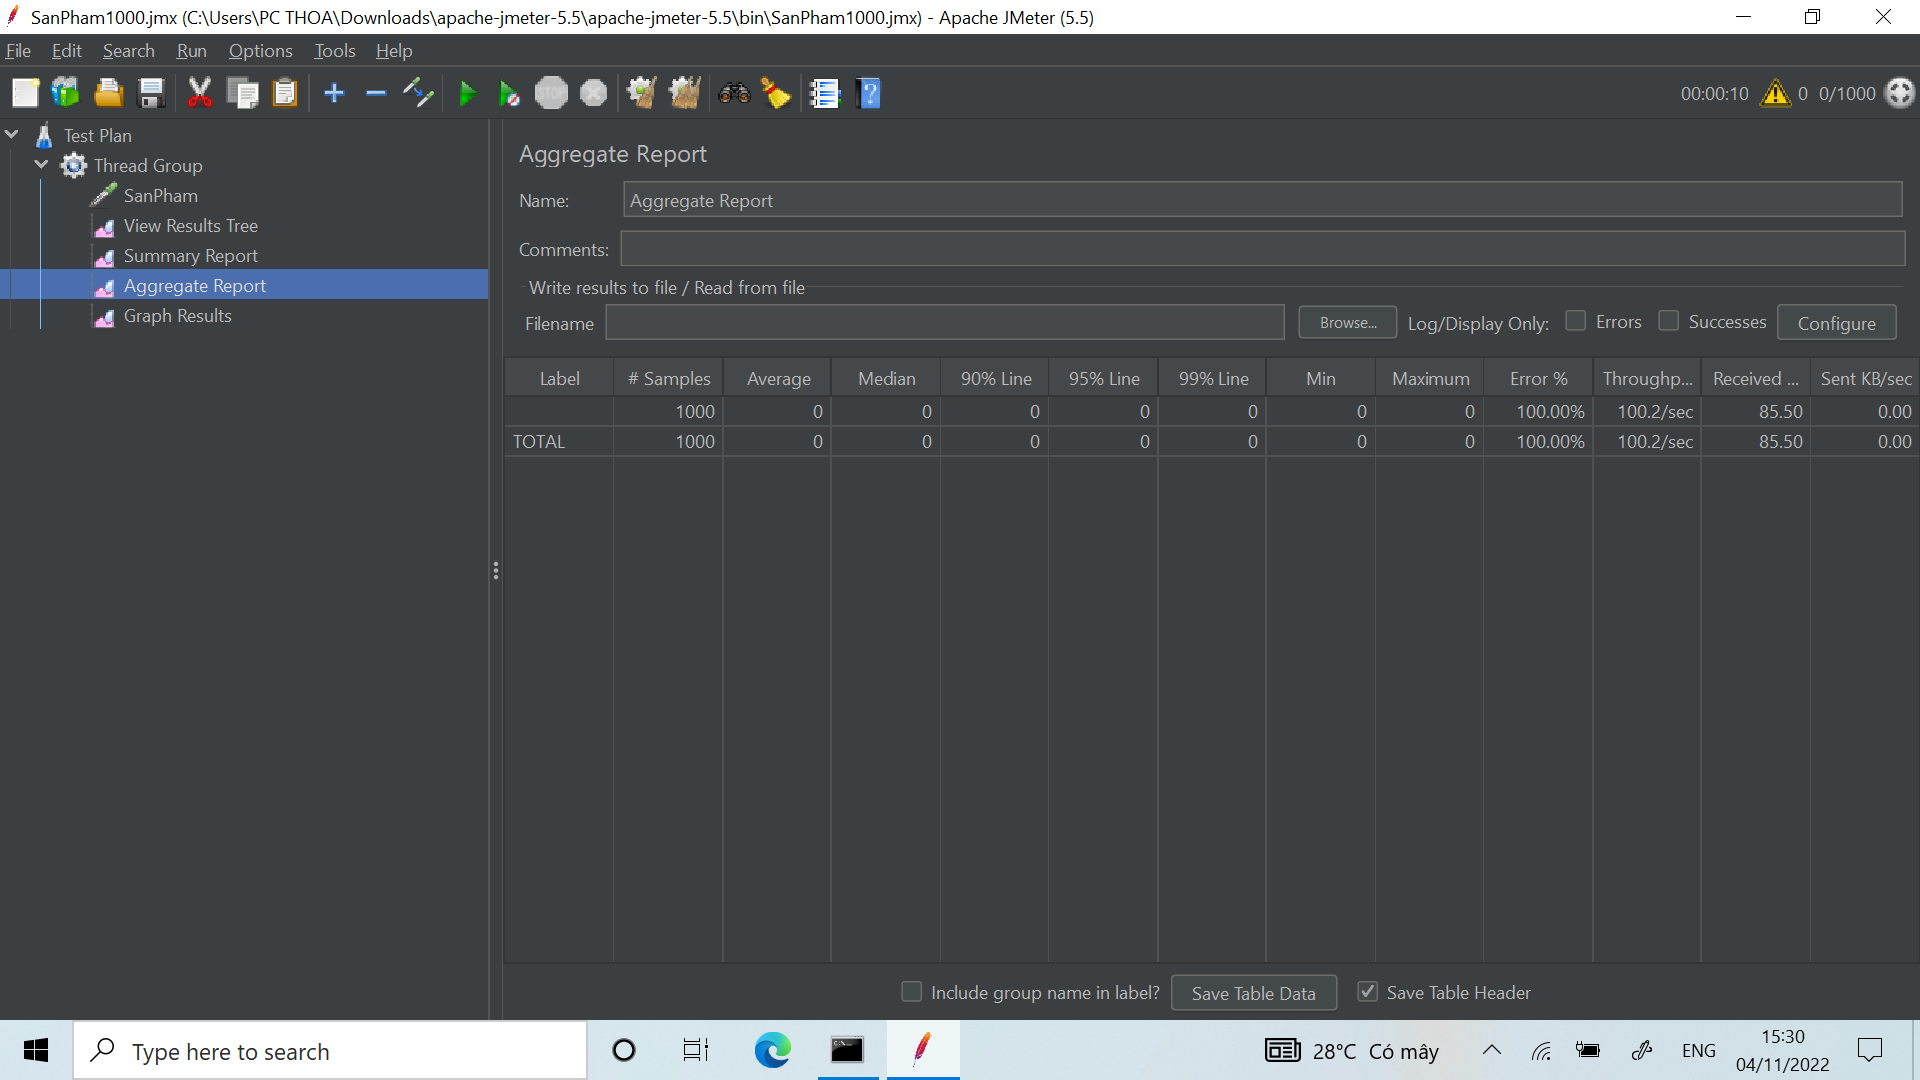 SanPham1000.jmx (C:\Users\PC THOA\Downloads\apache-jmeter-5.5\apache-jmeter-5.5\bin\SanPham1000.jmx) - Apache JMeter (5.5)
File Edit Search Run Options Tools Help
STOP 00:00:10 0 0/1000
Test Plan
Thread Group
SanPham
View Results Tree
Summary Report
Aggregate Report
Graph Results
Aggregate Report
Name: Aggregate Report
Comments:
Write results to file / Read from file
Filename Browse... Log/Display Only: Errors Successes Configure
Label # Samples Average Median 90% Line 95% Line 99% Line Min Maximum Error % Throughp... Received ... Sent KB/sec
1000 0 0 0 0 0 0 0 100.00% 100.2/sec 85.50 0.00
TOTAL 1000 0 0 0 0 0 0 0 100.00% 100.2/sec 85.50 0.00
Include group name in label? Save Table Data Save Table Header
Type here to search
28°C Có mây
ENG
15:30
04/11/2022